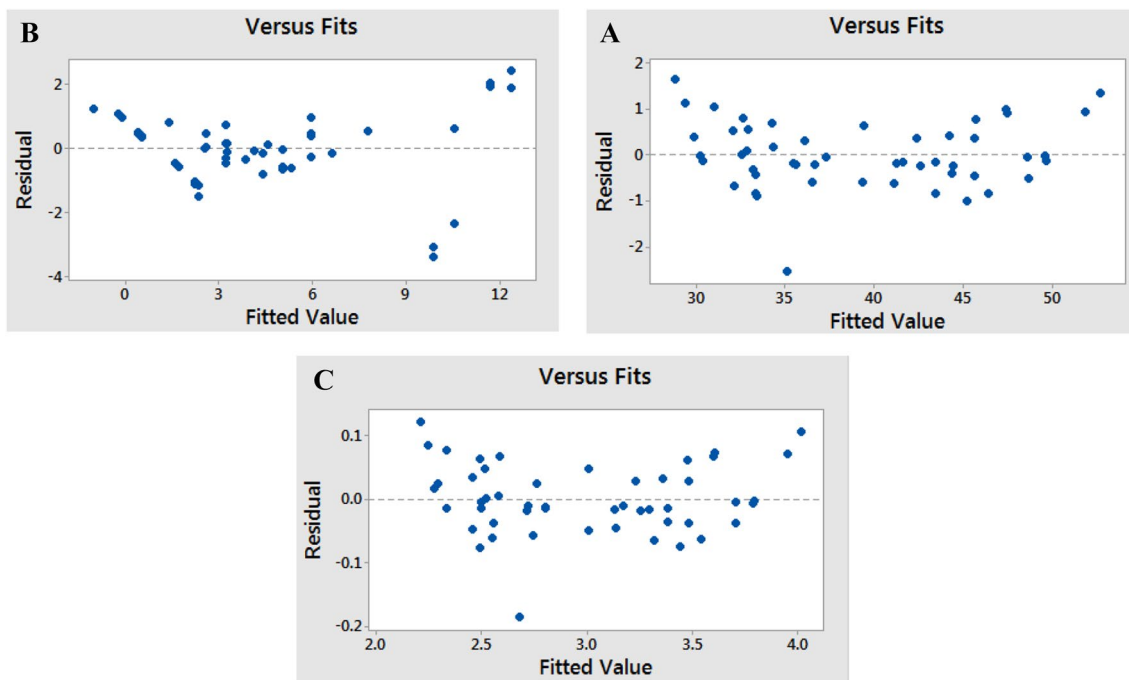 B
Versus Fits
Residual
2
0
-2
-4
0 3 6 9 12
Fitted Value
A
Versus Fits
Residual
2
1
0
-1
-2
30 35 40 45 50
Fitted Value
C
Versus Fits
Residual
0.1
0.0
-0.1
-0.2
2.0 2.5 3.0 3.5 4.0
Fitted Value